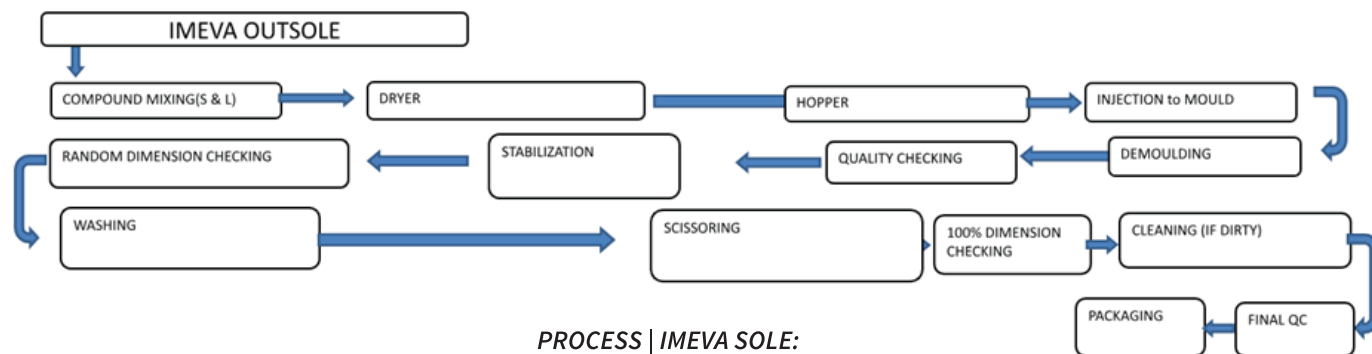 IMEVA OUTSOLE
COMPOUND MIXING(S & L)
DRYER
HOPPER
INJECTION to MOULD
DEMOULDING
QUALITY CHECKING
STABILIZATION
RANDOM DIMENSION CHECKING
WASHING
SCISSORING
100% DIMENSION
CHECKING
CLEANING (IF DIRTY)
FINAL QC
PACKAGING
PROCESS | IMEVA SOLE: